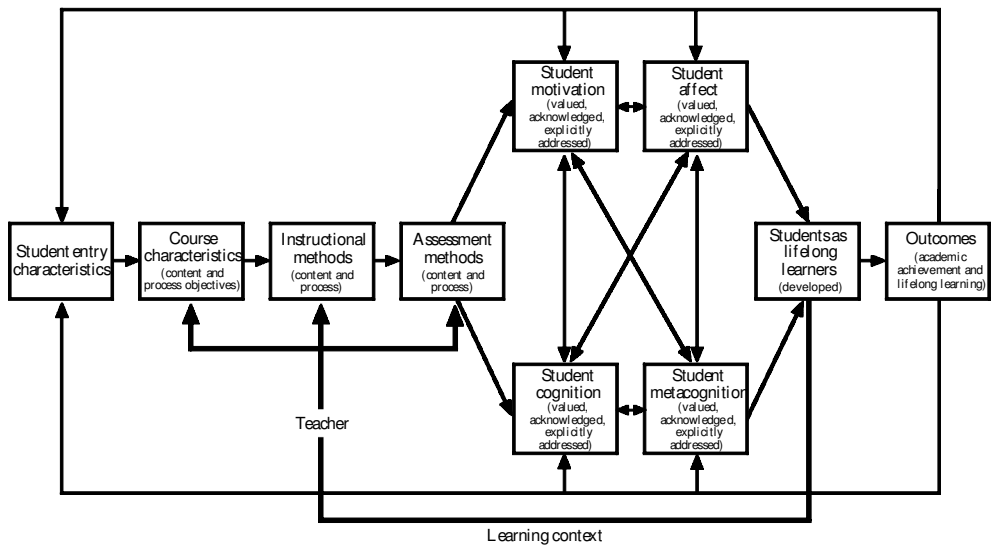 Student
motivation
(valued,
acknowledged,
explicitly
addressed)
Student
affect
(valued,
acknowledged,
explicitly
addressed)
Student entry
characteristics
Course
characteristics
(content and
process objectives)
Instructional
methods
(content and
process)
Assessment
methods
(content and
process)
Students as
lifelong
learners
(developed)
Outcomes
(academic
achievement and
lifelong learning)
Student
cognition
(valued,
acknowledged,
explicitly
addressed)
Student
metacognition
(valued,
acknowledged,
explicitly
addressed)
Teacher
Learning context